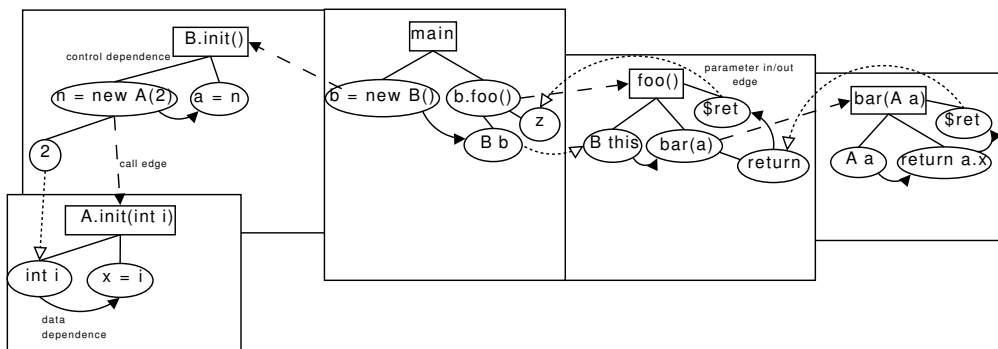 B.init()
control dependence
n = new A(2)
a = n
2
call edge
A.init(int i)
int i
x = i
data
dependence
main
b = new B()
b.foo()
z
B b
foo()
parameter in/out
edge
$ret
B this
bar(a)
return
bar(A a)
$ret
A a
return a.x